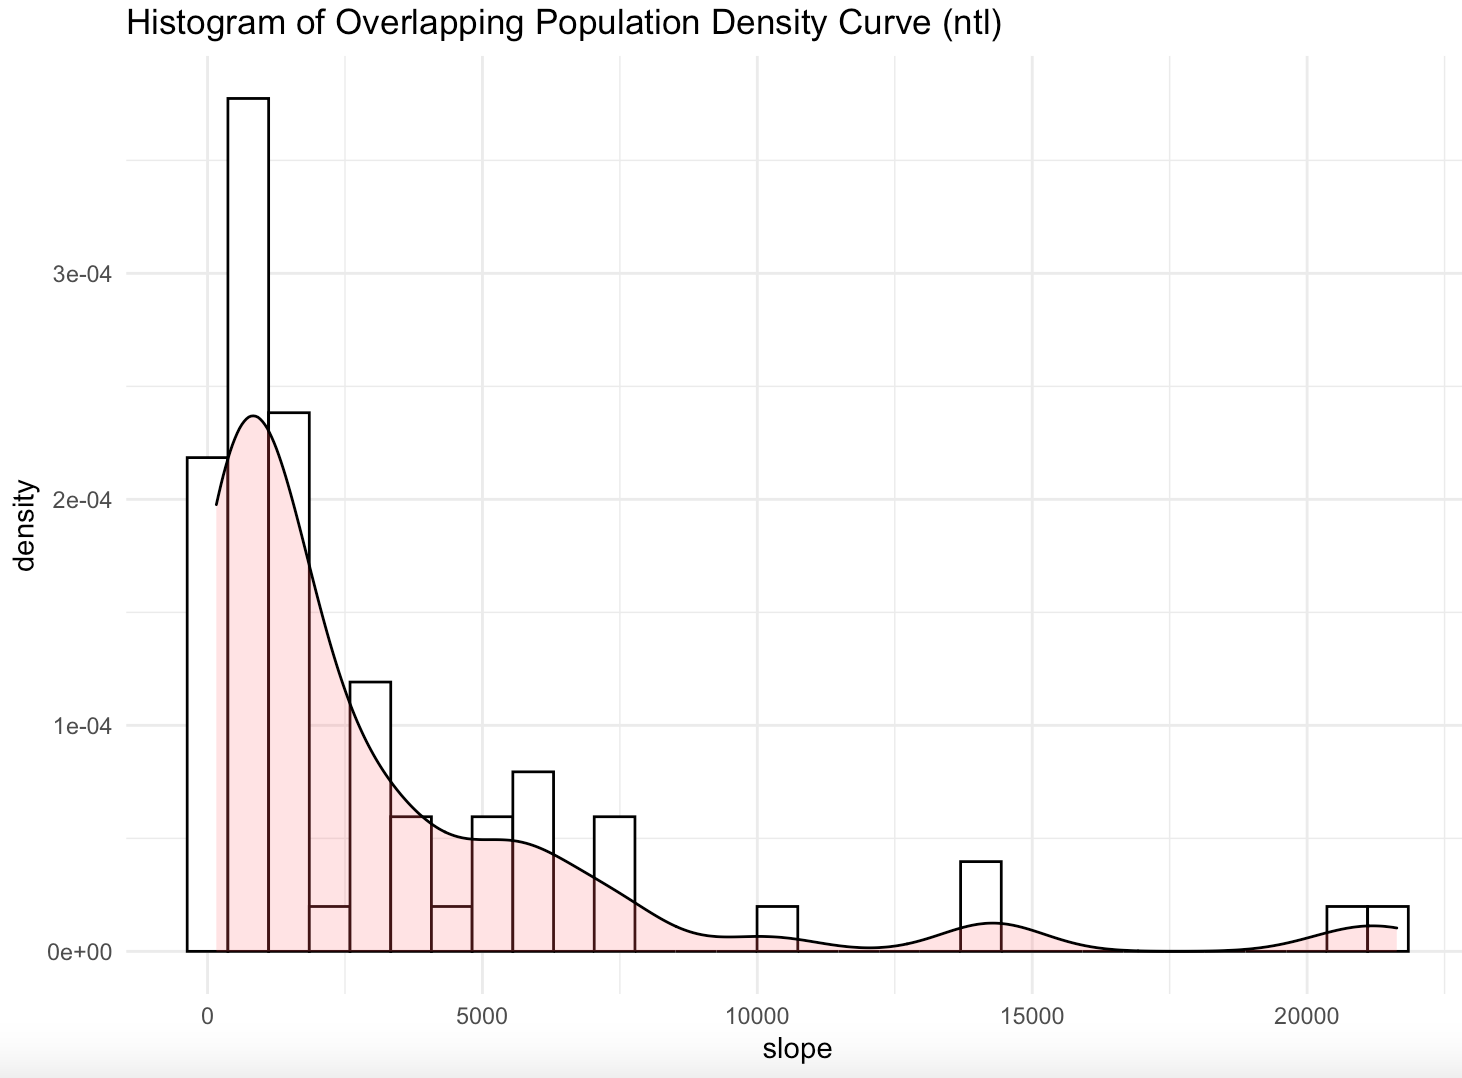 Histogram of Overlapping Population Density Curve (ntl)
3e-04
2e-04
1e-04
0e+00
density
0 5000 10000 15000 20000
slope